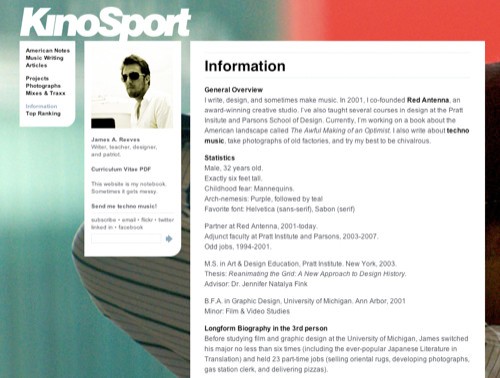 KinoSport
American Notes
Music Writing
Articles
Projects
Photographs
Mixes & Traxx
Information
Top Ranking
James A. Reeves
Writer, teacher, designer,
and patriot.
Curriculum Vitae PDF
This website is my notebook.
Sometimes it gets messy.
Send me techno music!
subscribe • email • flickr • twitter
linked in • facebook
Information
General Overview
I write, design, and sometimes make music. In 2001, I co-founded Red Antenna, an
award-winning creative studio. I've also taught several courses in design at the Pratt
Insitute and Parsons School of Design. Currently, I'm working on a book about the
American landscape called The Awful Making of an Optimist. I also write about techno
music, take photographs of old factories, and try my best to be chivalrous.
Statistics
Male, 32 years old.
Exactly six feet tall.
Childhood fear: Mannequins.
Arch-nemesis: Purple, followed by teal
Favorite font: Helvetica (sans-serif), Sabon (serif)
Partner at Red Antenna, 2001-today.
Adjunct faculty at Pratt Institute and Parsons, 2003-2007.
Odd jobs, 1994-2001.
M.S. in Art & Design Education, Pratt Institute. New York, 2003.
Thesis: Reanimating the Grid: A New Approach to Design History.
Advisor: Dr. Jennifer Natalya Fink
B.F.A. in Graphic Design, University of Michigan. Ann Arbor, 2001
Minor: Film & Video Studies
Longform Biography in the 3rd person
Before studying film and graphic design at the University of Michigan, James switched
his major no less than six times (including the ever-popular Japanese Literature in
Translation) and held 23 part-time jobs (selling oriental rugs, developing photographs,
gas station clerk, and delivering pizzas).